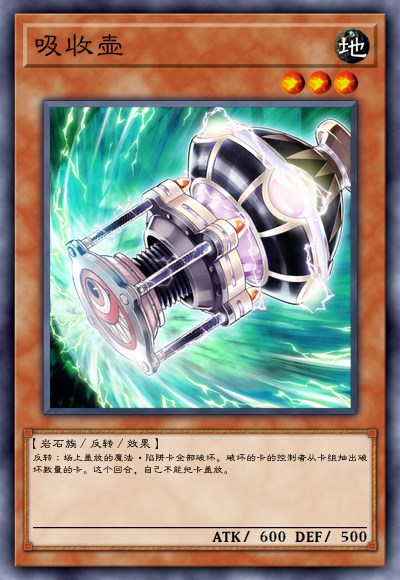 吸收壶
地
【岩石族／反转／效果】
反转：场上盖放的魔法·陷阱卡全部破坏。破坏的卡的控制者从卡组抽出破
坏数量的卡。这个回合，自己不能把卡盖放。
ATK/ 600 DEF/ 500